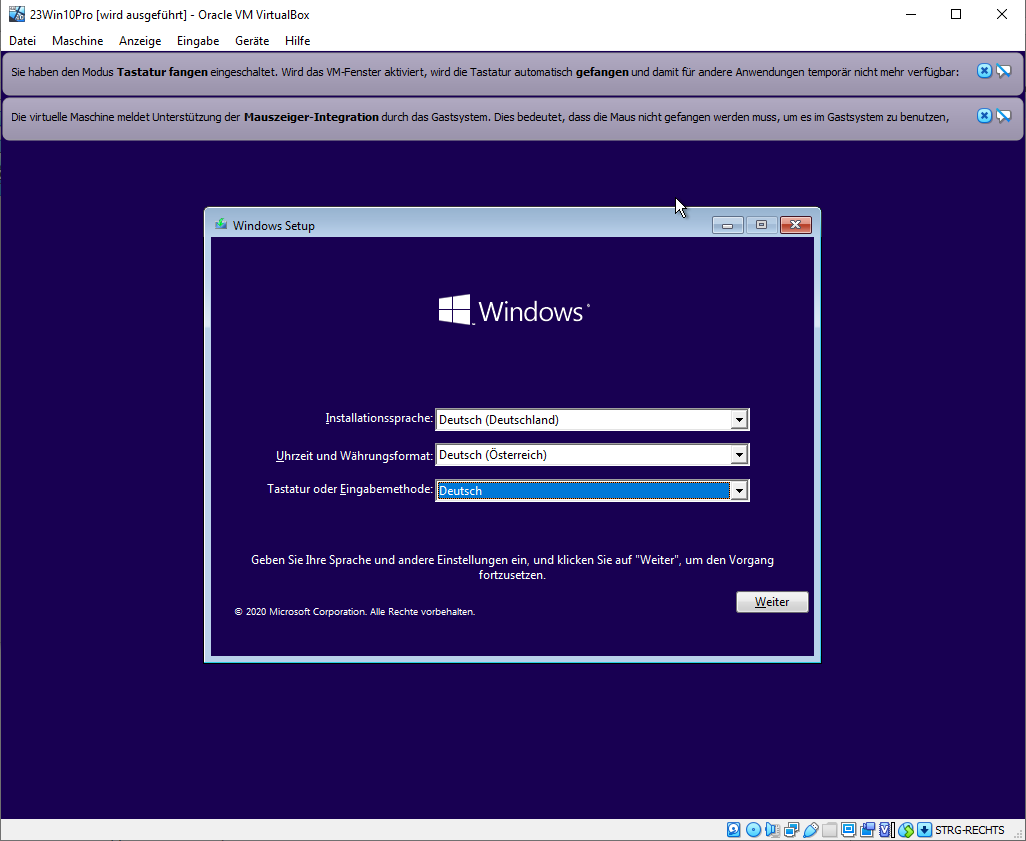 23Win10Pro [wird ausgeführt] - Oracle VM VirtualBox
Datei Maschine Anzeige Eingabe Geräte Hilfe
Sie haben den Modus Tastatur fangen eingeschaltet. Wird das VM-Fenster aktiviert, wird die Tastatur automatisch gefangen und damit für andere Anwendungen temporär nicht mehr verfügbar:
Die virtuelle Maschine meldet Unterstützung der Mauszeiger-Integration durch das Gastsystem. Dies bedeutet, dass die Maus nicht gefangen werden muss, um es im Gastsystem zu benutzen,
Windows Setup
Windows
Installationssprache: Deutsch (Deutschland)
Uhrzeit und Währungsformat: Deutsch (Österreich)
Tastatur oder Eingabemethode: Deutsch
Geben Sie Ihre Sprache und andere Einstellungen ein, und klicken Sie auf "Weiter", um den Vorgang
fortzusetzen.
Weiter
© 2020 Microsoft Corporation. Alle Rechte vorbehalten.
STRG-RECHTS